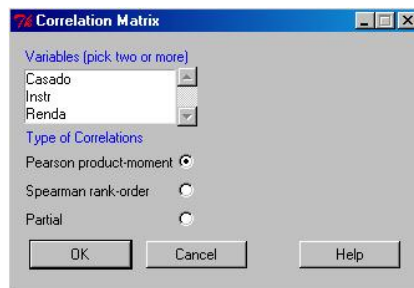 Correlation Matrix
Variables (pick two or more)
Casado
Instr
Renda
Type of Correlations
Pearson product-moment
Spearman rank-order
Partial
OK Cancel Help